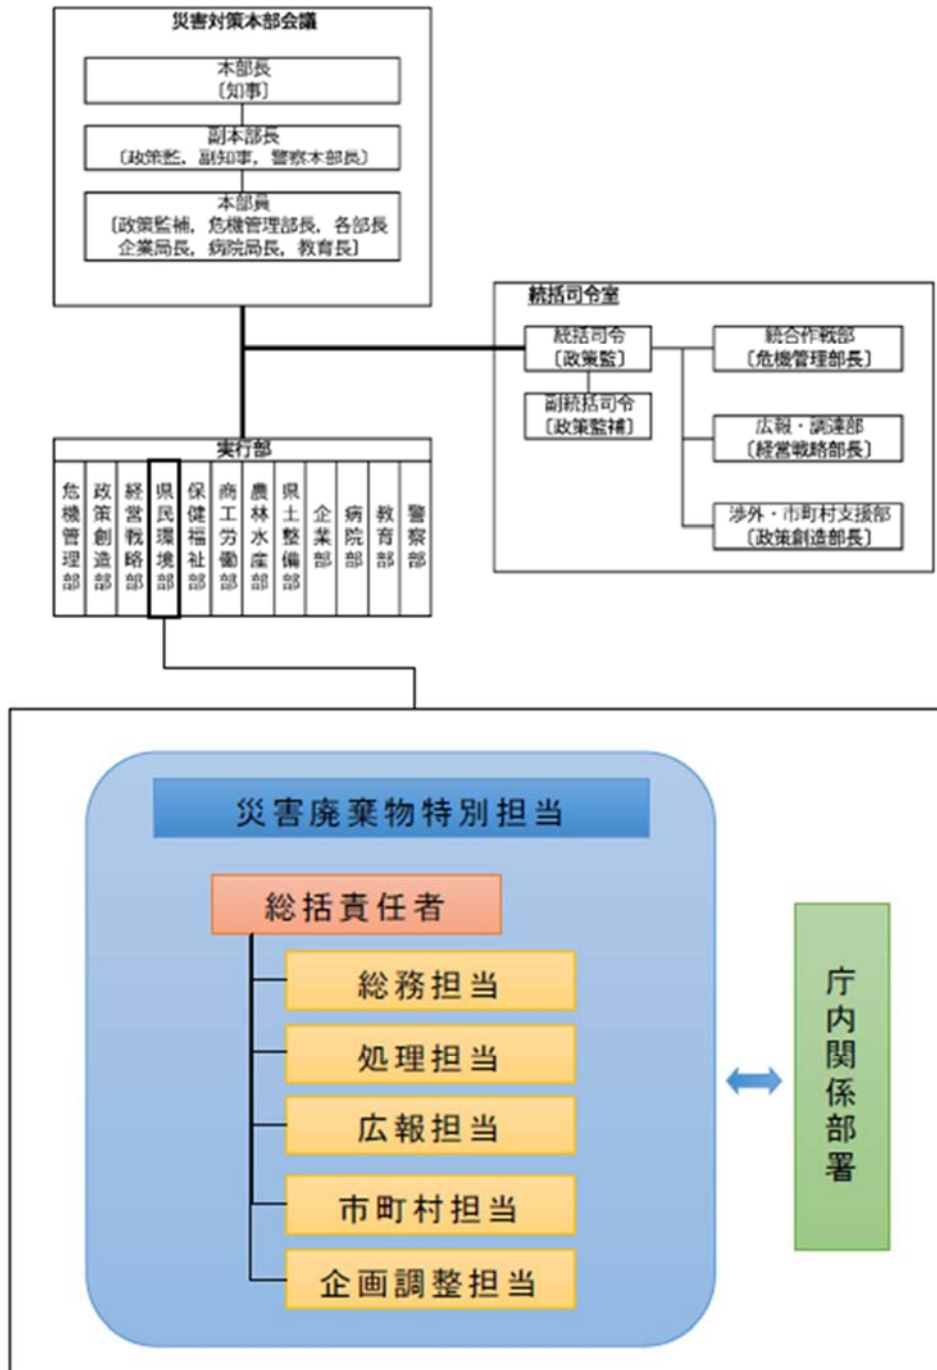 災害対策本部会議
本部長
〔知事〕
副本部長
〔政策監，副知事，警察本部長〕
本部員
〔政策監補，危機管理部長，各部長
企業局長，病院局長，教育長〕
統括司令室
統括司令
〔政策監〕
副統括司令
〔政策監補〕
統合作戦部
〔危機管理部長〕
広報・調達部
〔経営戦略部長〕
渉外・市町村支援部
〔政策創造部長〕
実行部
危機管理部
政策創造部
経営戦略部
県民環境部
保健福祉部
商工労働部
農林水産部
県土整備部
企業部
病院部
教育部
警察部
災害廃棄物特別担当
総括責任者
総務担当
処理担当
広報担当
市町村担当
企画調整担当
庁内関係部署